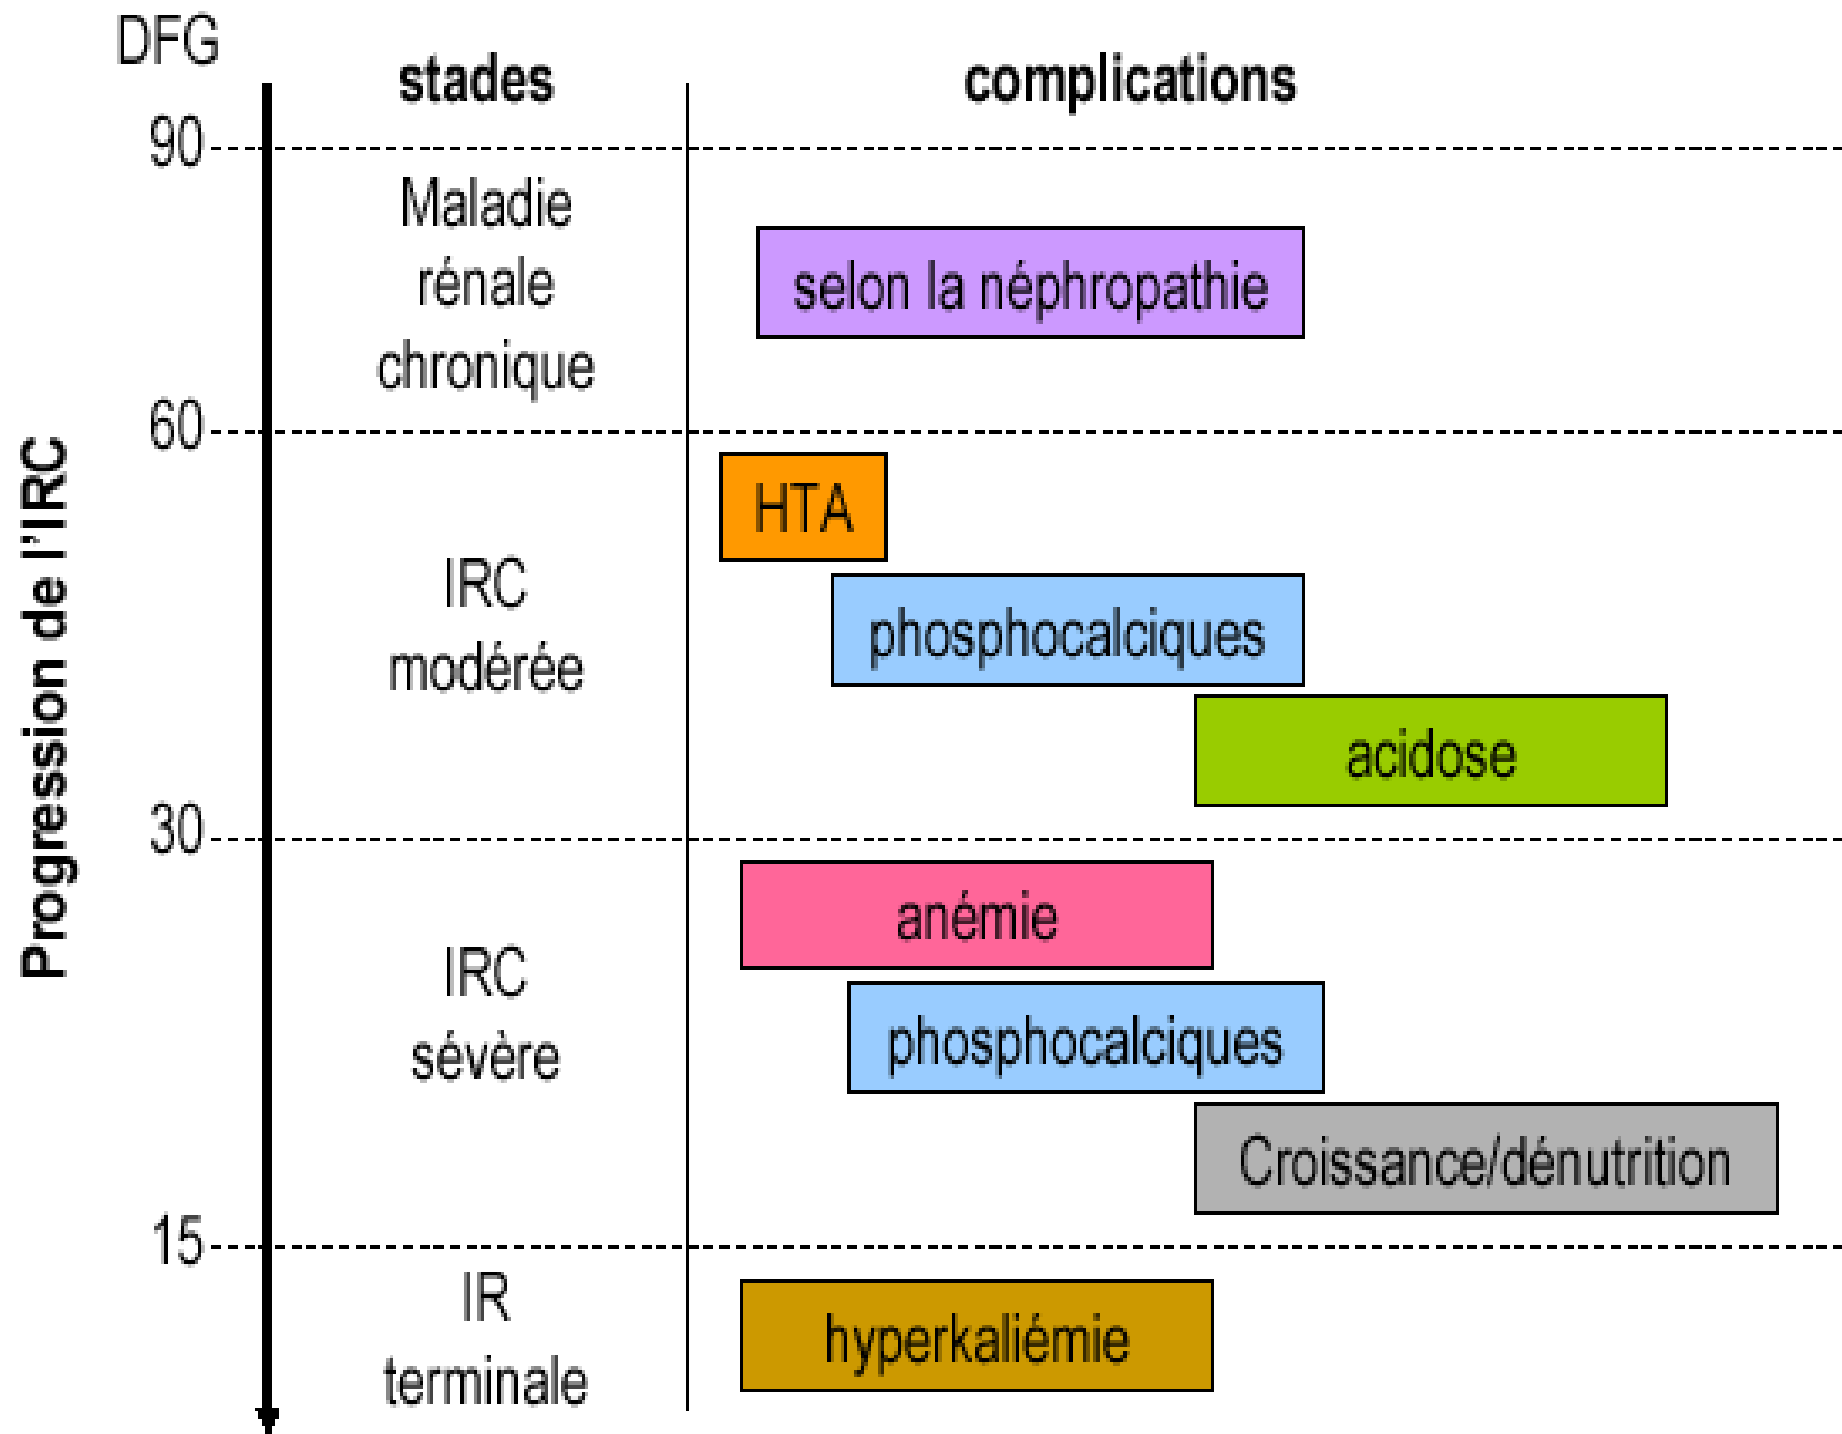 DFG
stades
complications
90
Maladie
rénale
chronique
selon la néphropathie
60
HTA
IRC
modérée
phosphocalciques
acidose
30
anémie
IRC
sévère
phosphocalciques
Croissance/dénutrition
15
IR
terminale
hyperkaliémie
Progression de l'IRC